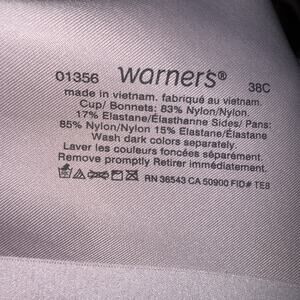 01356 warner's® 38C
made in vietnam. fabriqué au vietnam.
Cup/ Bonnets: 83% Nylon/Nylon.
17% Elastane/Élasthanne Sides/ Pans:
85% Nylon/Nylon 15% Elastane/Élastane
Wash dark colors separately.
Laver les couleurs foncées séparément.
Remove promptly Retirer immédiatement.
RN 36543 CA 50900 FID# TE8